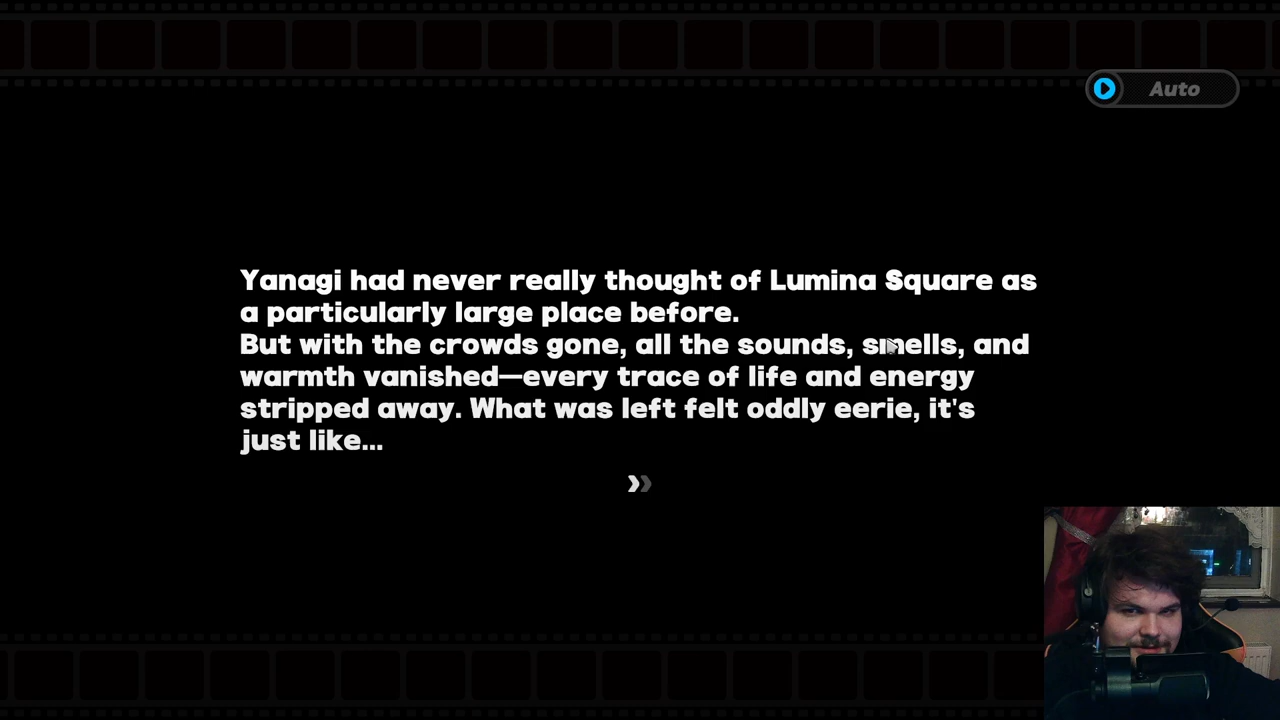 Auto
Yanagi had never really thought of Lumina Square as
a particularly large place before.
But with the crowds gone, all the sounds, smells, and
warmth vanished—every trace of life and energy
stripped away. What was left felt oddly eerie, it's
just like...